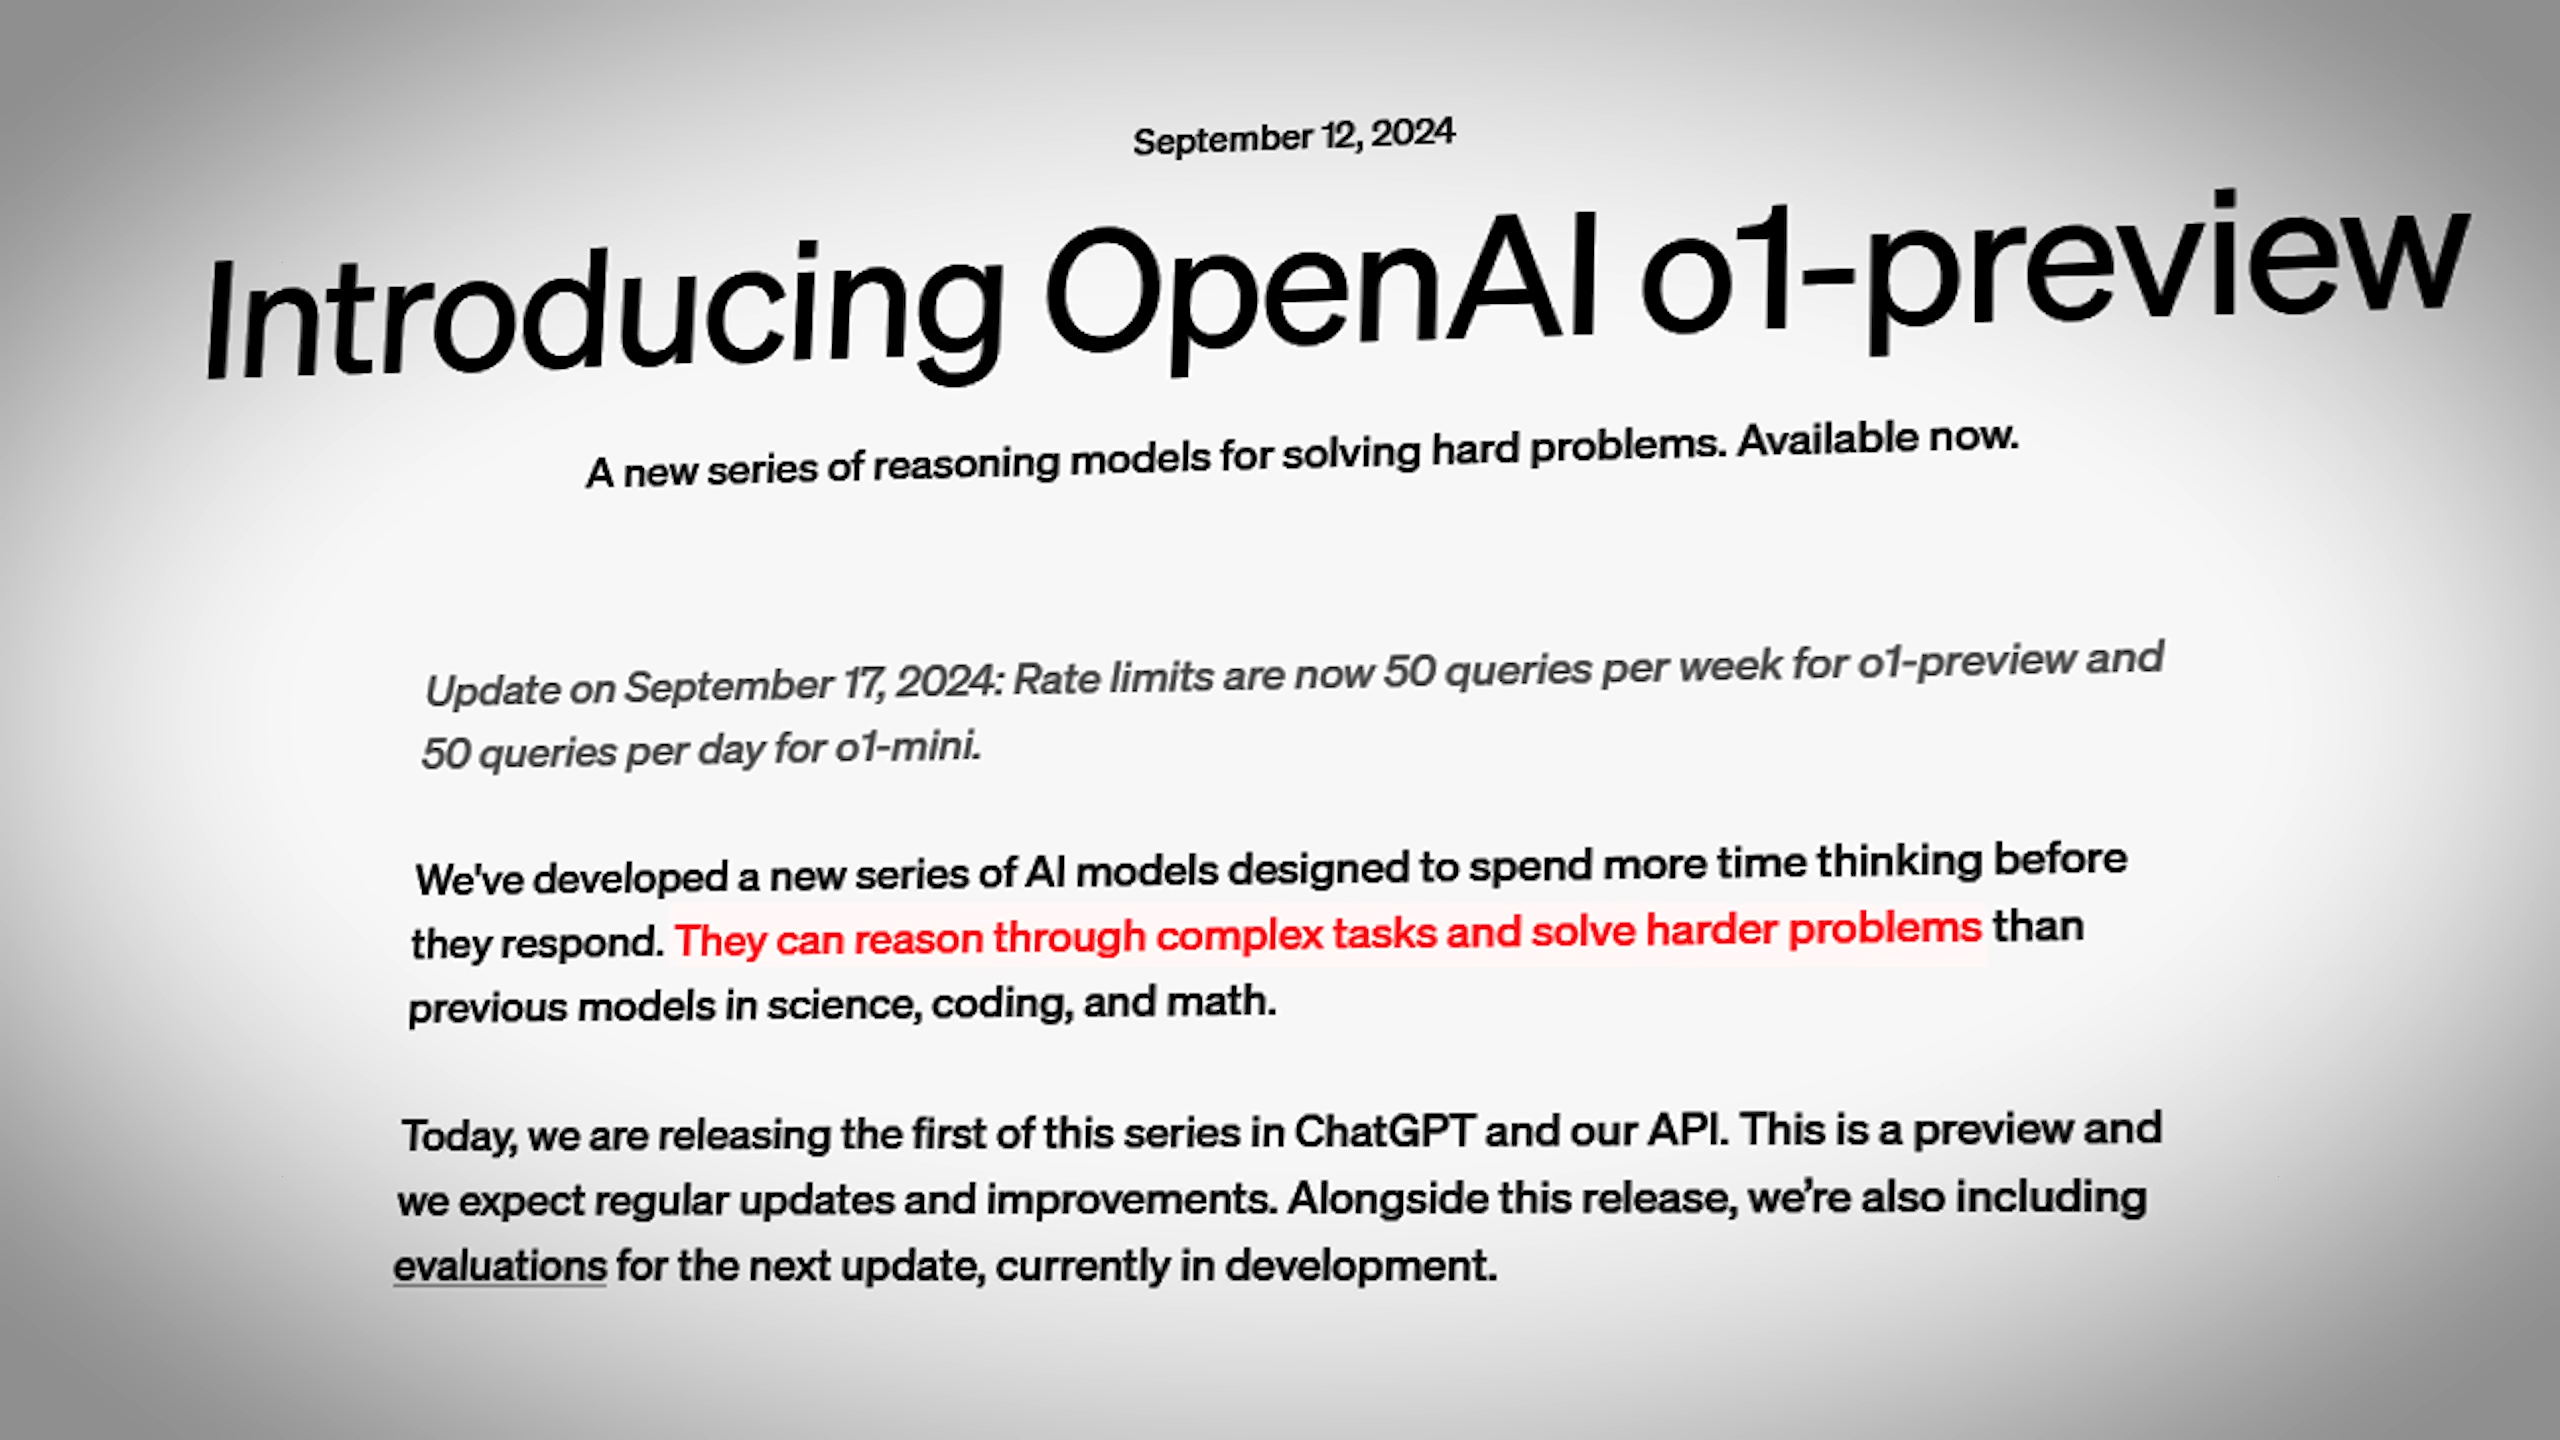 September 12, 2024
Introducing OpenAI o1-preview
A new series of reasoning models for solving hard problems. Available now.
Update on September 17, 2024: Rate limits are now 50 queries per week for o1-preview and
50 queries per day for o1-mini.
We've developed a new series of AI models designed to spend more time thinking before
they respond. They can reason through complex tasks and solve harder problems than
previous models in science, coding, and math.
Today, we are releasing the first of this series in ChatGPT and our API. This is a preview and
we expect regular updates and improvements. Alongside this release, we’re also including
evaluations for the next update, currently in development.